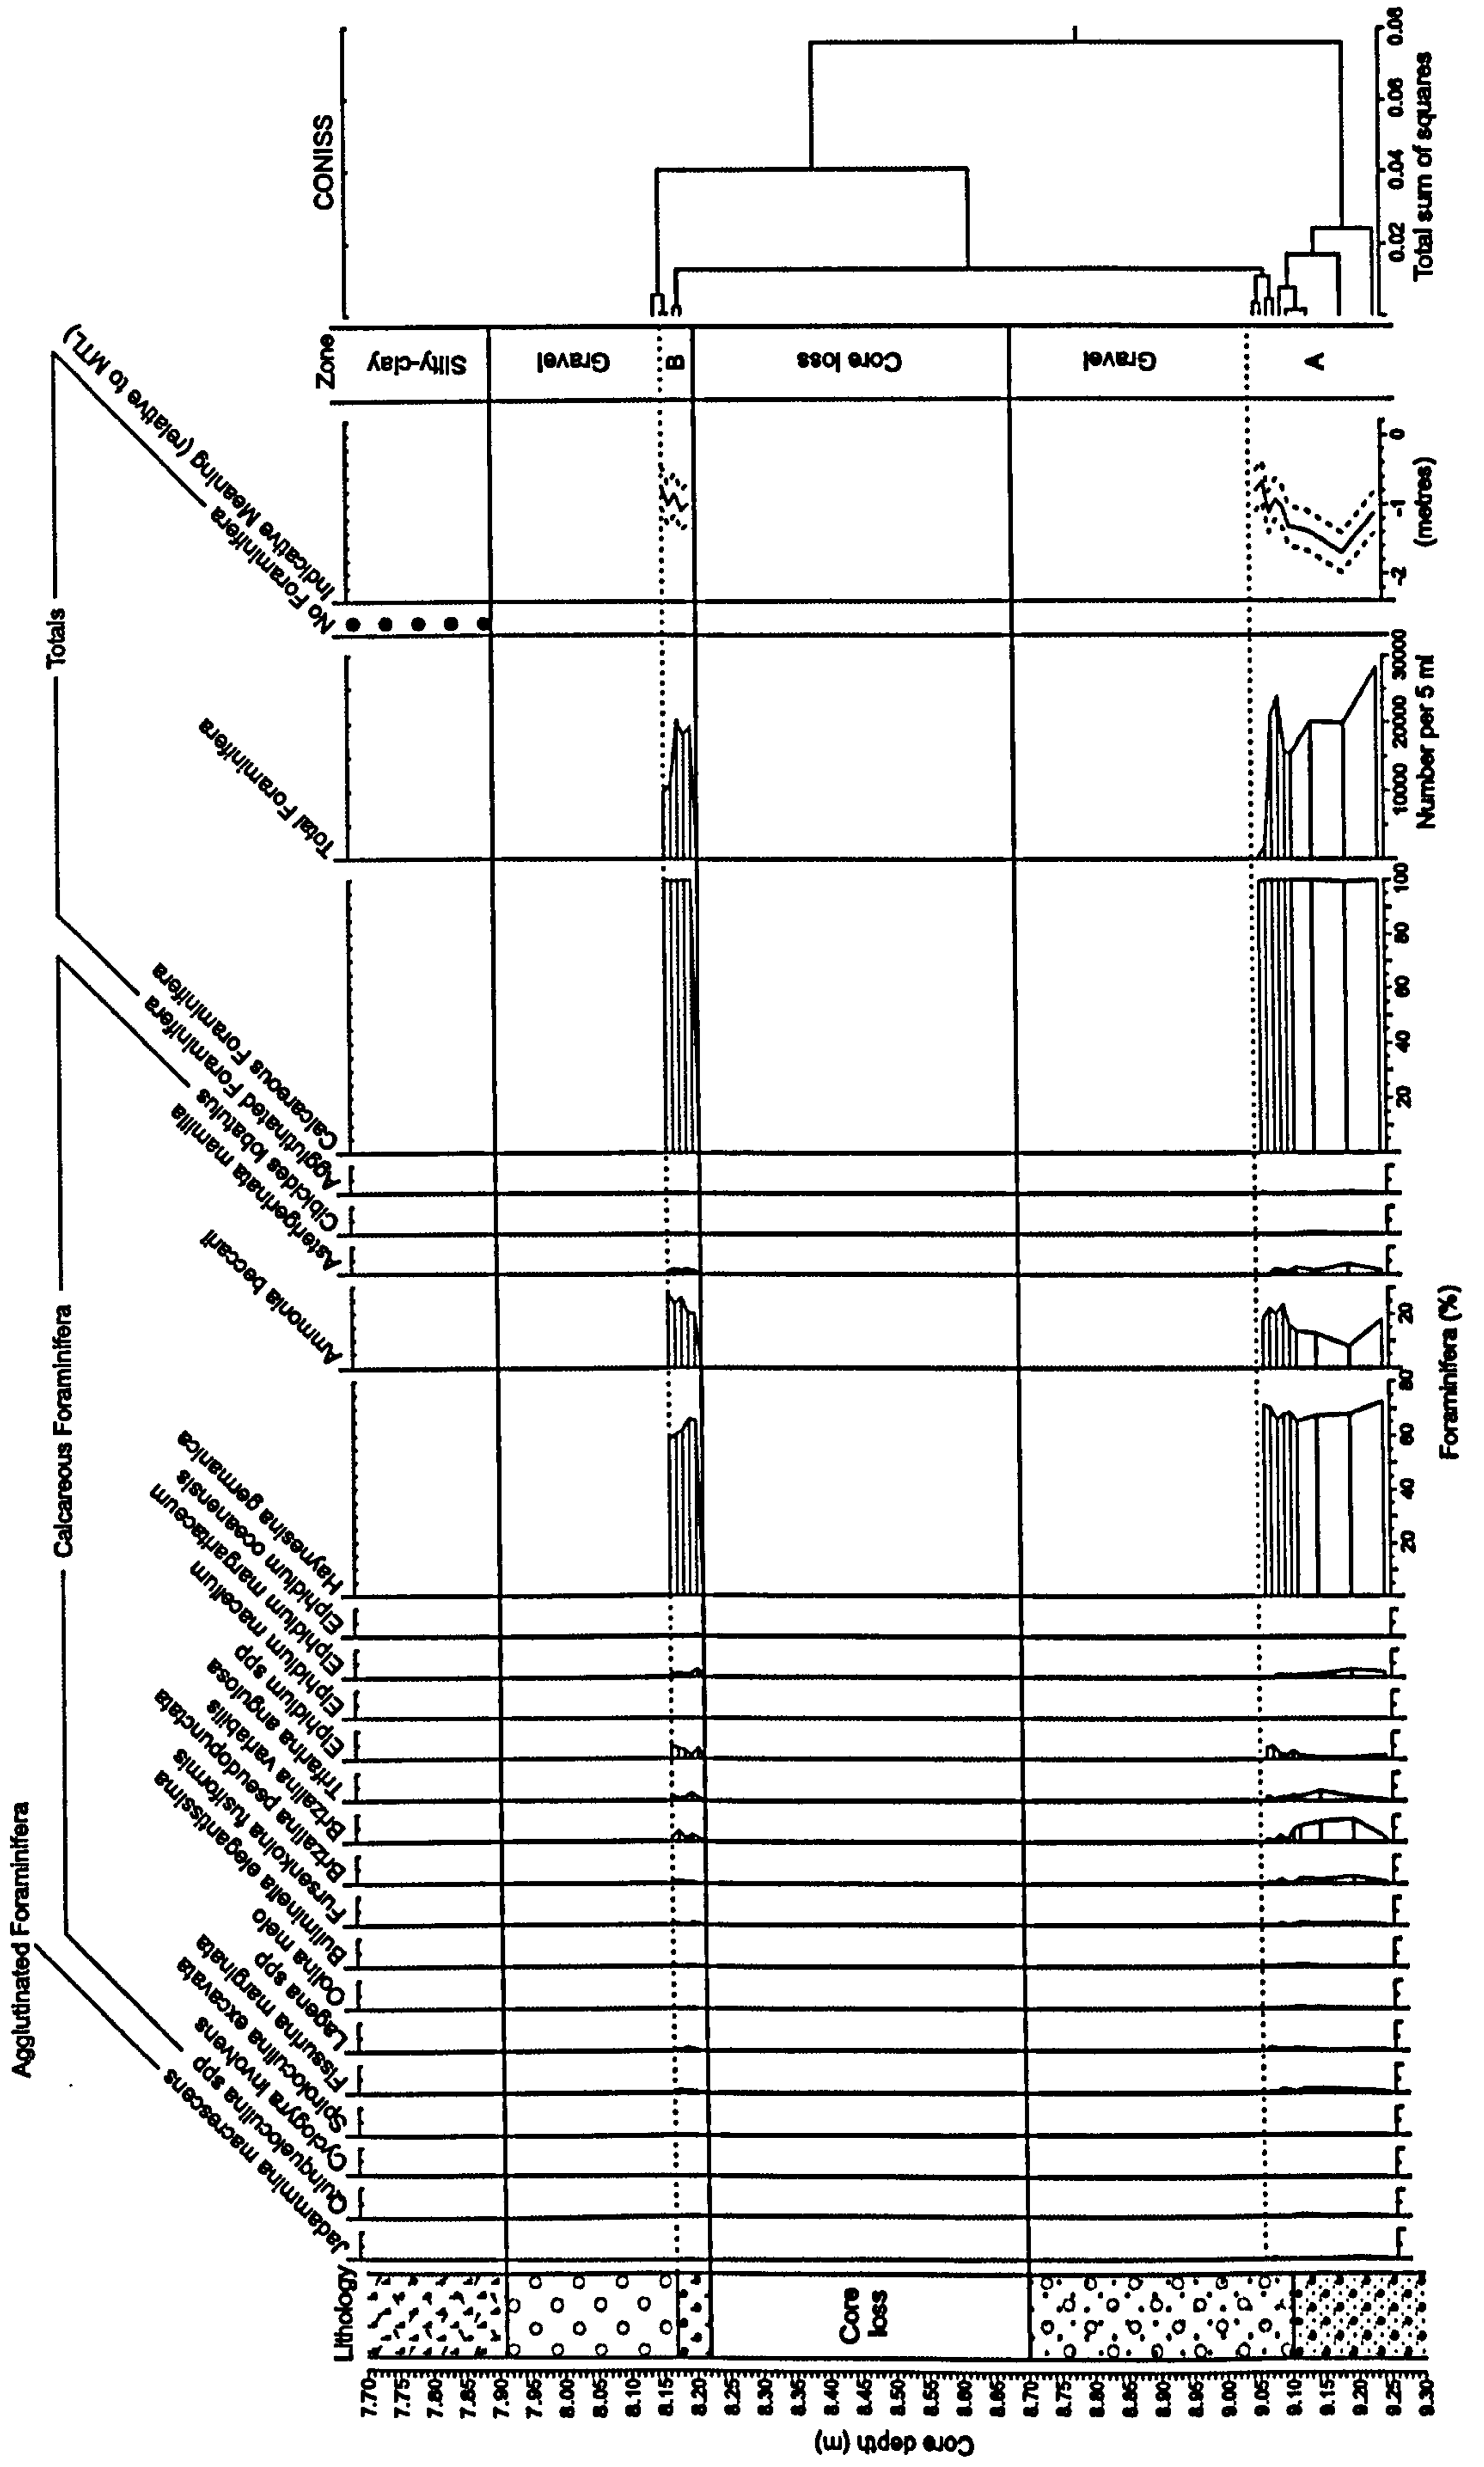 Agglutinated Foraminifera
Calcareous Foraminifera
Totals
Lithology
Jadammina macrescens
Quinqueloculina spp
Cyclogyra involvens
Spiroloculina excavata
Fissurina marginata
Lagena spp
Oolina melo
Buliminella elegantissima
Fursenkoina fusiformis
Brizalina pseudopunctata
Brizalina variabilis
Trifarina angulosa
Elphidium spp
Elphidium macellum
Elphidium margaritaceum
Elphidium oceanensis
Haynesina germanica
Ammonia beccarii
Asterigerinata mamilla
Cibicides lobatulus
Agglutinated Foraminifera
Calcareous Foraminifera
Total Foraminifera
No Foraminifera
Indicative Meaning (relative to MTL)
Zone
CONISS
Core depth (m)
7.70
7.75
7.80
7.85
7.90
7.95
8.00
8.05
8.10
8.15
8.20
8.25
8.30
8.35
8.40
8.45
8.50
8.55
8.60
8.65
8.70
8.75
8.80
8.85
8.90
8.95
9.00
9.05
9.10
9.15
9.20
9.25
9.30
Core
loss
Silty-clay
Gravel
B
Core loss
Gravel
A
20 40 60 80
20
20 40 60 80 100
Foraminifera (%)
10000 20000 30000
Number per 5 ml
-2 -1 0
(metres)
0.02 0.04 0.06 0.08
Total sum of squares